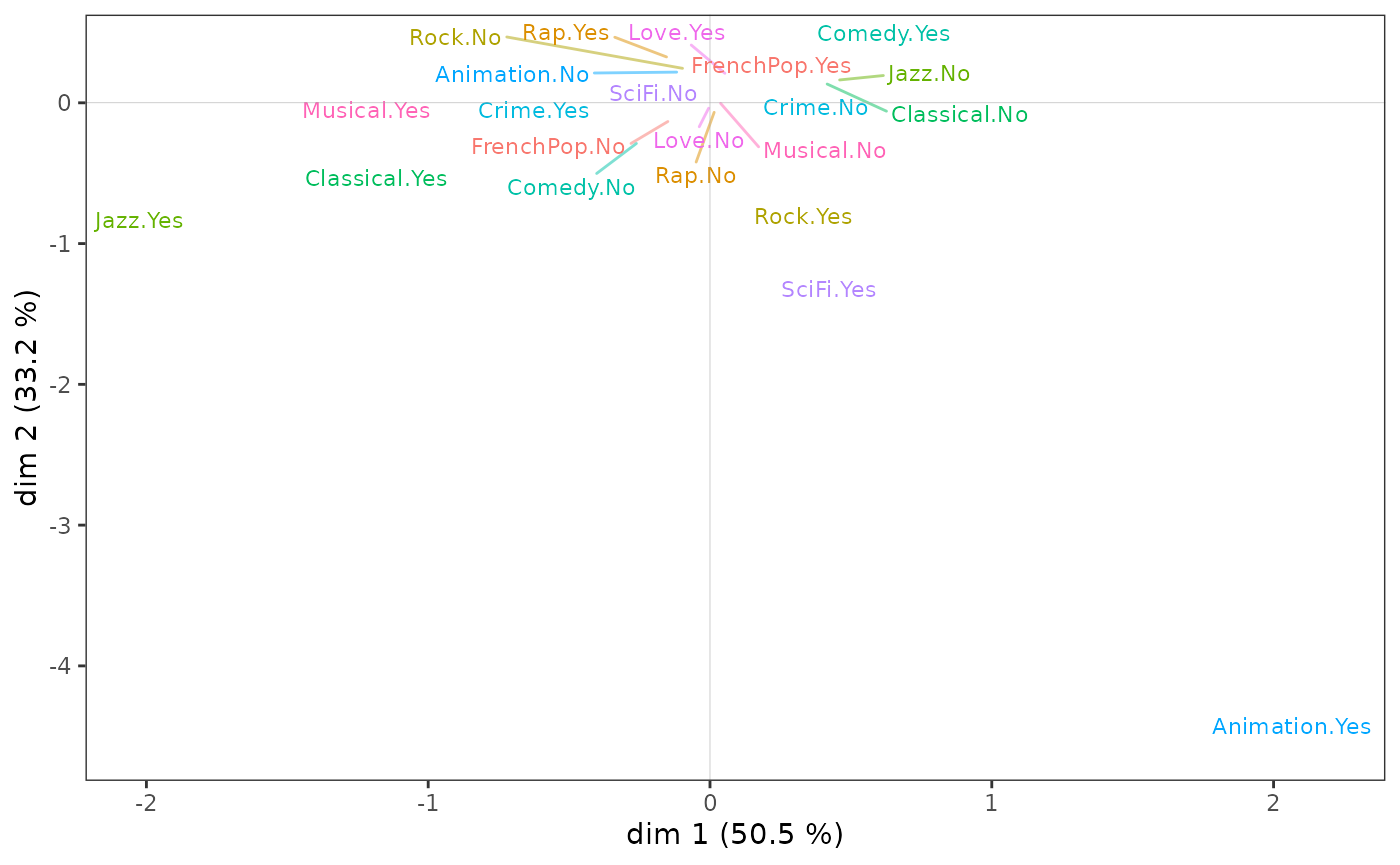 Rock.No
Rap.Yes
Love.Yes
Comedy.Yes
FrenchPop.Yes
Animation.No
Jazz.No
SciFi.No
0
Musical.Yes
Crime.Yes
Crime.No
Classical.No
FrenchPop.No
Love.No
Musical.No
Classical.Yes
Comedy.No
Rap.No
Jazz.Yes
Rock.Yes
-1
SciFi.Yes
-2
-3
-4
Animation.Yes
dim 2 (33.2 %)
-2
-1
0
1
2
dim 1 (50.5 %)